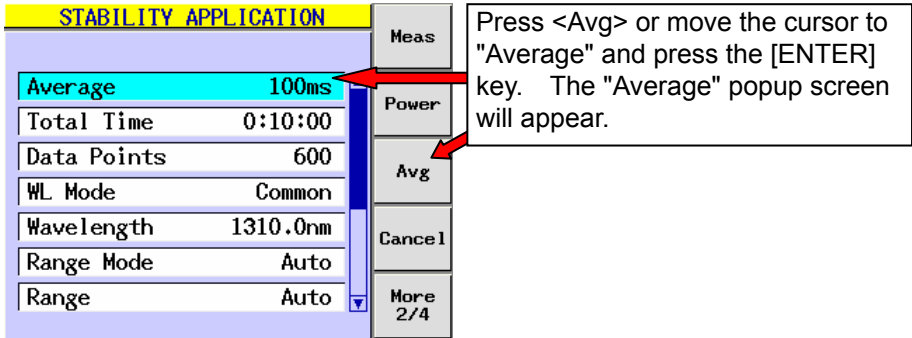 STABILITY APPLICATION
Average 100ms
Total Time 0:10:00
Data Points 600
WL Mode Common
Wavelength 1310.0nm
Range Mode Auto
Range Auto
Meas
Power
Avg
Cancel
More
2/4
Press <Avg> or move the cursor to
"Average" and press the [ENTER]
key. The "Average" popup screen
will appear.